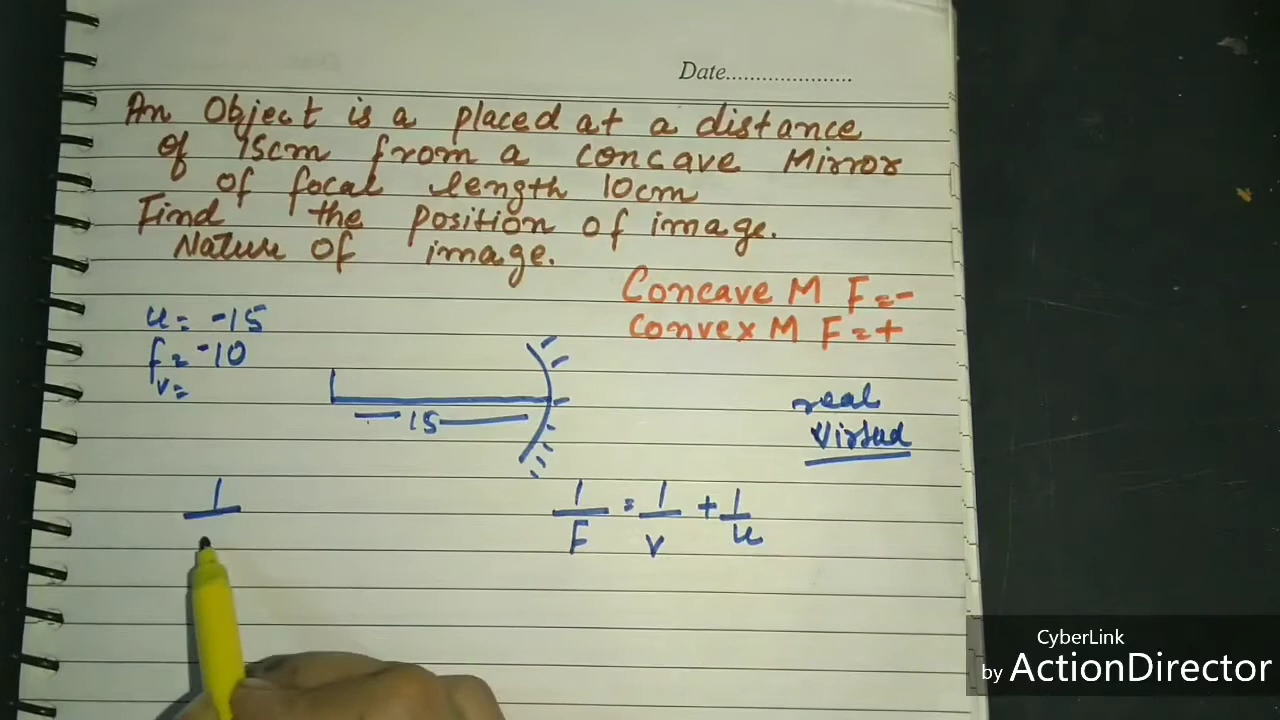 Date....................
An Object is a placed at a distance
of 15cm from a concave Mirror
of focal length 10cm
Find the position of image.
Nature of image.
Concave M F = -
Convex M F = +
u = -15
f = -10
v =
15
real
Virtual
1
1/F = 1/v + 1/u
CyberLink
by ActionDirector